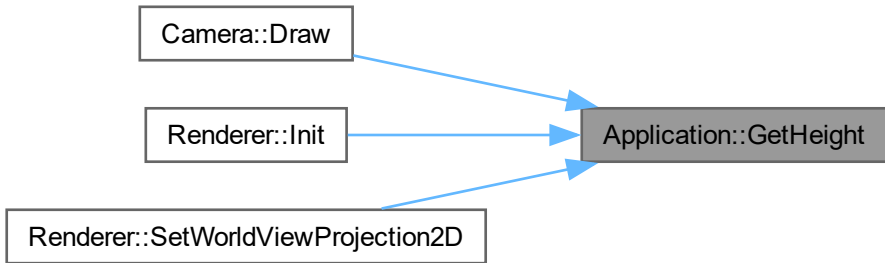 Camera::Draw
Renderer::Init
Application::GetHeight
Renderer::SetWorldViewProjection2D